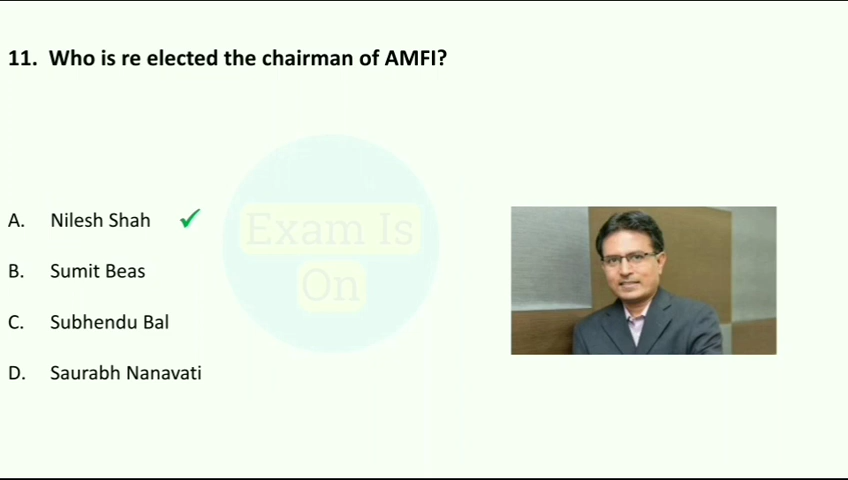 11. Who is re elected the chairman of AMFI?
A. Nilesh Shah
B. Sumit Beas
C. Subhendu Bal
D. Saurabh Nanavati
Exam Is
On